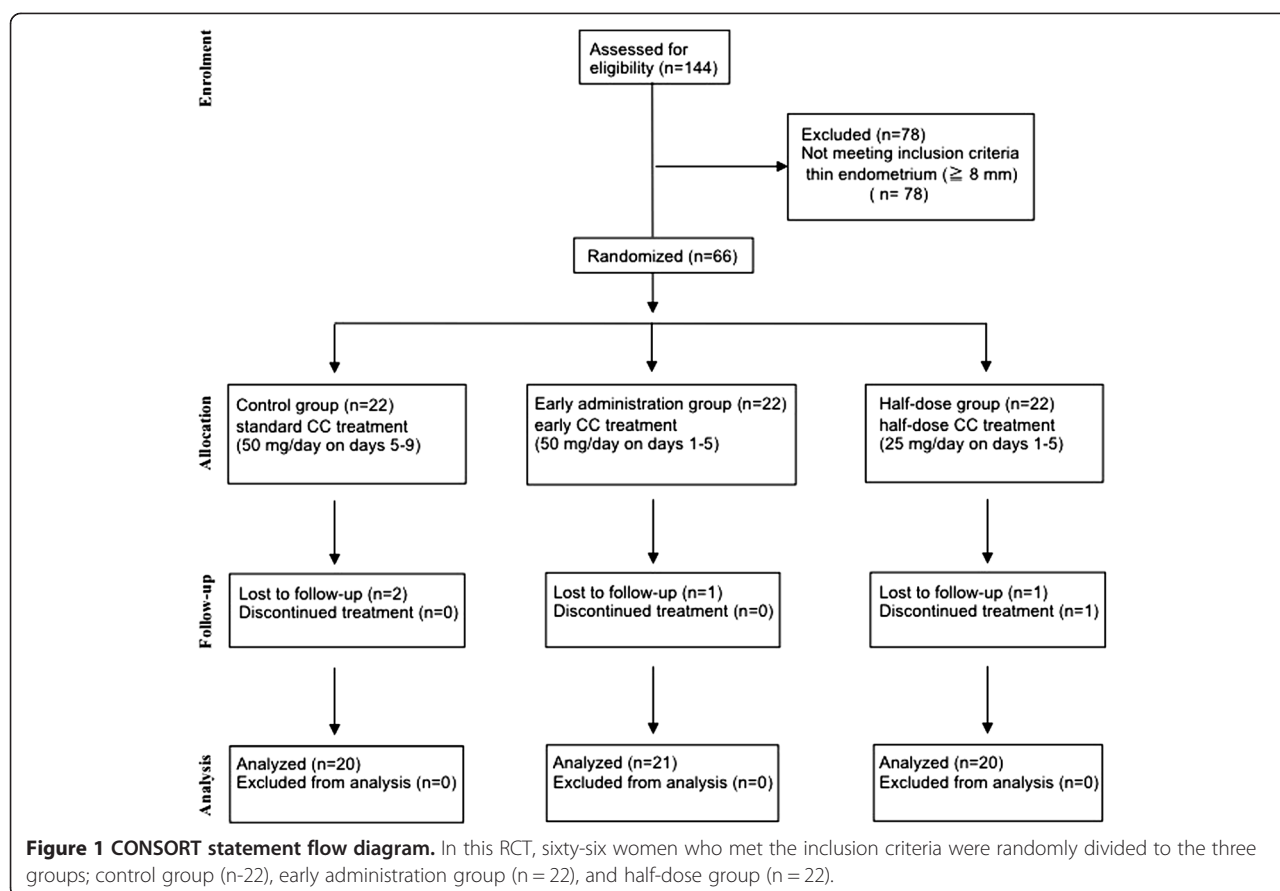 Enrolment
Assessed for
eligibility (n=144)
Excluded (n=78)
Not meeting inclusion criteria
thin endometrium (≧ 8 mm)
( n= 78)
Randomized (n=66)
Allocation
Control group (n=22)
standard CC treatment
(50 mg/day on days 5-9)
Early administration group (n=22)
early CC treatment
(50 mg/day on days 1-5)
Half-dose group (n=22)
half-dose CC treatment
(25 mg/day on days 1-5)
Follow-up
Lost to follow-up (n=2)
Discontinued treatment (n=0)
Lost to follow-up (n=1)
Discontinued treatment (n=0)
Lost to follow-up (n=1)
Discontinued treatment (n=1)
Analysis
Analyzed (n=20)
Excluded from analysis (n=0)
Analyzed (n=21)
Excluded from analysis (n=0)
Analyzed (n=20)
Excluded from analysis (n=0)
Figure 1 CONSORT statement flow diagram. In this RCT, sixty-six women who met the inclusion criteria were randomly divided to the three
groups; control group (n-22), early administration group (n = 22), and half-dose group (n = 22).